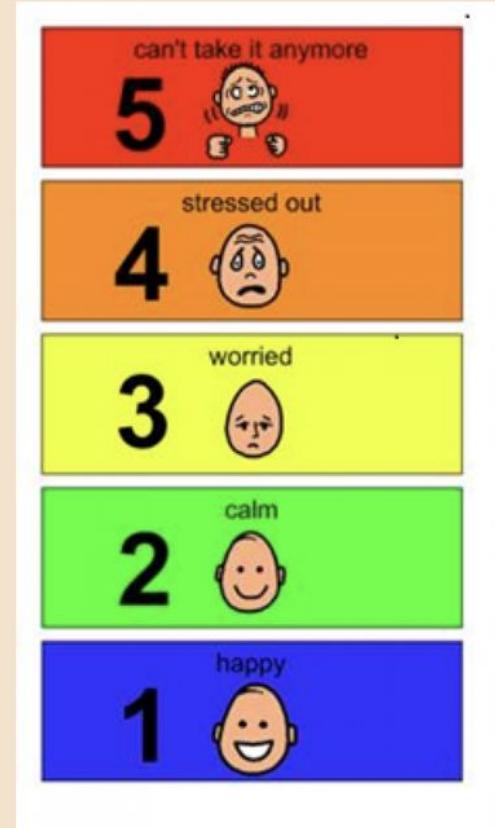 can't take it anymore
5
stressed out
4
worried
3
calm
2
happy
1